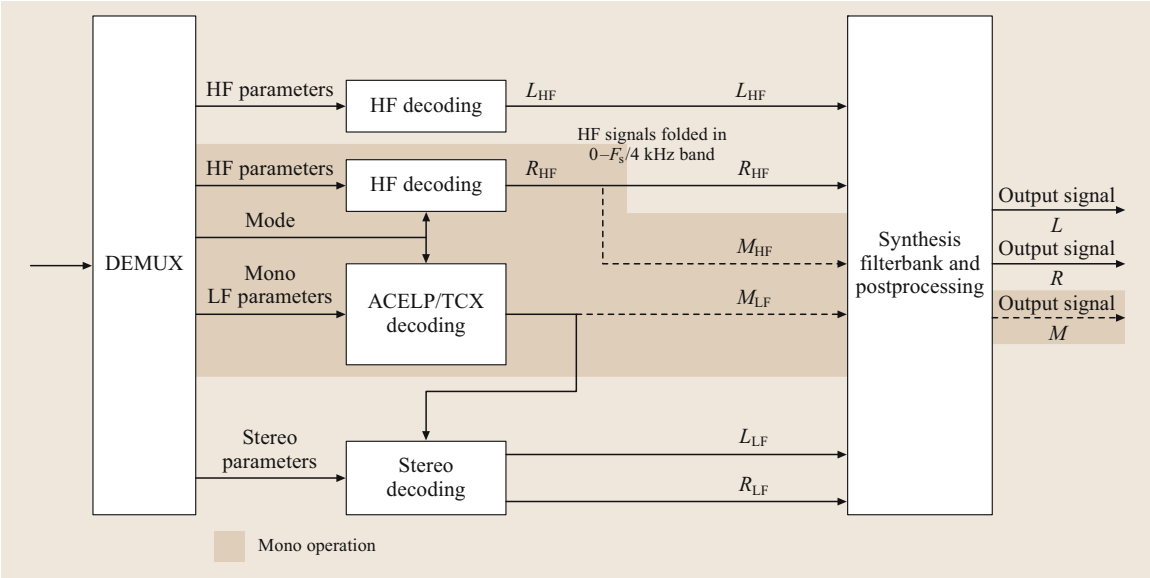 DEMUX
HF parameters
HF decoding
L_HF
L_HF
HF signals folded in
0–F_s/4 kHz band
HF parameters
HF decoding
R_HF
R_HF
Mode
M_HF
Mono
LF parameters
ACELP/TCX
decoding
M_LF
Stereo
parameters
Stereo
decoding
L_LF
R_LF
Synthesis
filterbank and
postprocessing
Output signal
L
Output signal
R
Output signal
M
Mono operation